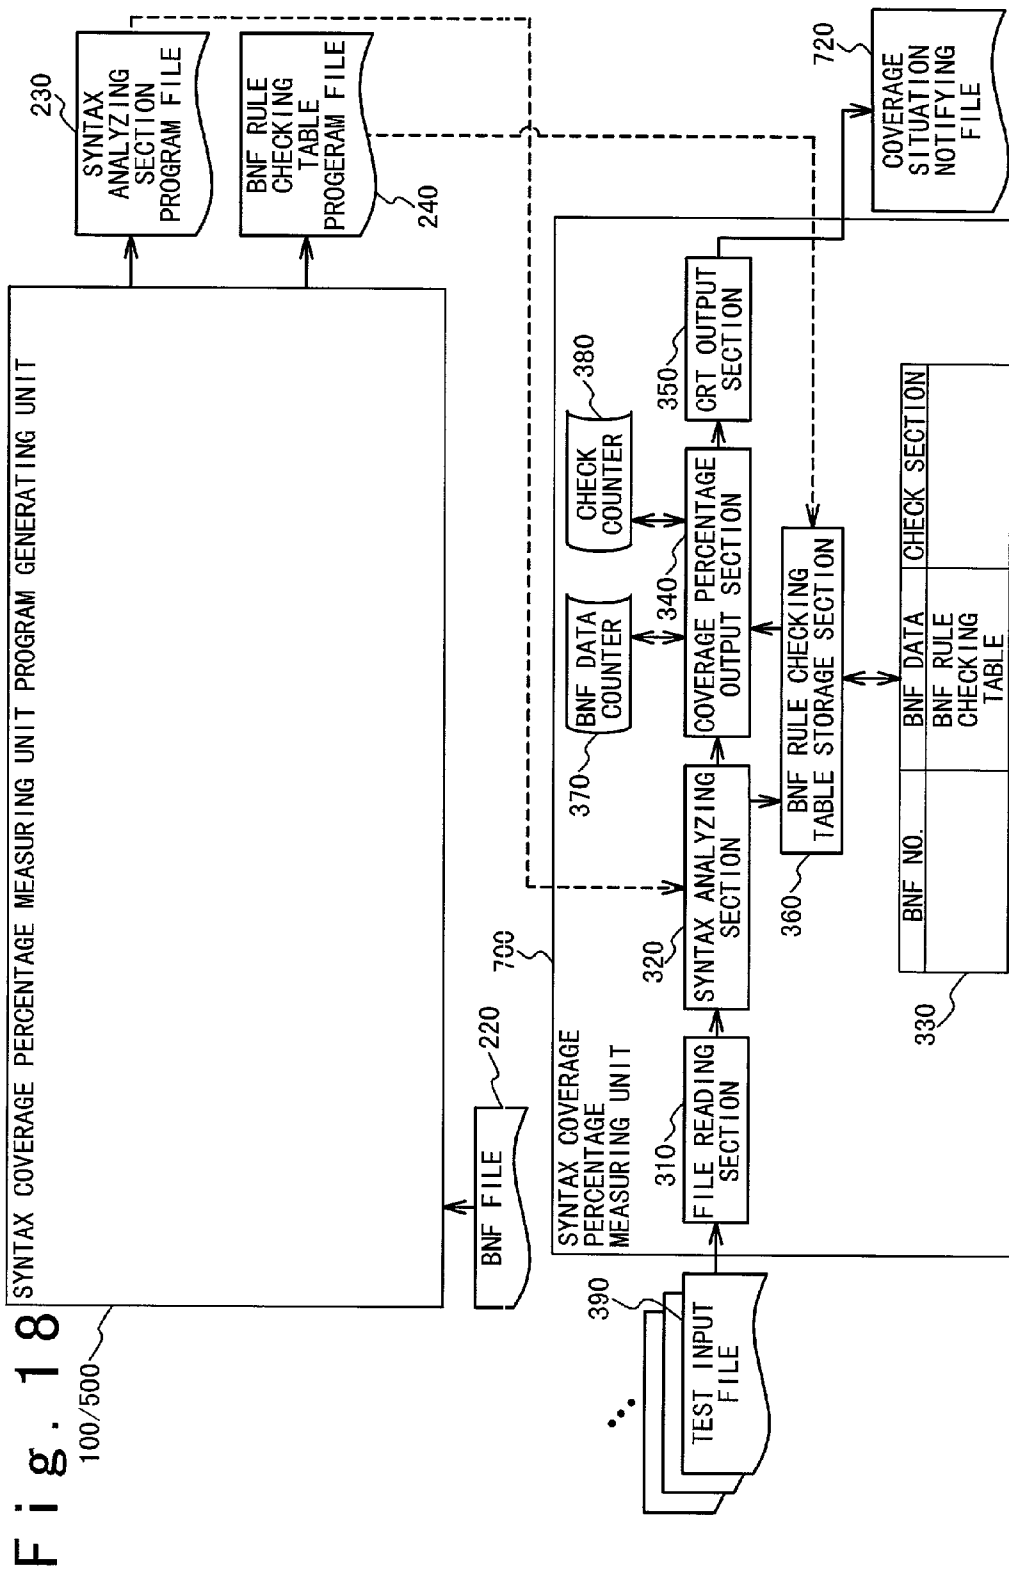 Fig. 18
100/500
SYNTAX COVERAGE PERCENTAGE MEASURING UNIT PROGRAM GENERATING UNIT
230
SYNTAX
ANALYZING
SECTION
PROGRAM FILE
BNF RULE
CHECKING
TABLE
PROGERAM FILE
240
BNF FILE
220
700
SYNTAX COVERAGE
PERCENTAGE
MEASURING UNIT
390
TEST INPUT
FILE
310
FILE READING
SECTION
320
SYNTAX ANALYZING
SECTION
370
BNF DATA
COUNTER
380
CHECK
COUNTER
340
COVERAGE PERCENTAGE
OUTPUT SECTION
350
CRT OUTPUT
SECTION
720
COVERAGE
SITUATION
NOTIFYING
FILE
360
BNF RULE CHECKING
TABLE STORAGE SECTION
330
BNF NO.
BNF DATA
CHECK SECTION
BNF RULE
CHECKING
TABLE